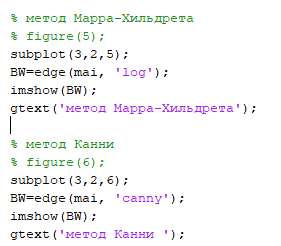 % метод Марра-Хильдрета
% figure(5);
subplot(3,2,5);
BW=edge(mai, 'log');
imshow(BW);
gtext('метод Марра-Хильдрета');
% метод Канни
% figure(6);
subplot(3,2,6);
BW=edge(mai, 'canny');
imshow(BW);
gtext('метод Канни ');